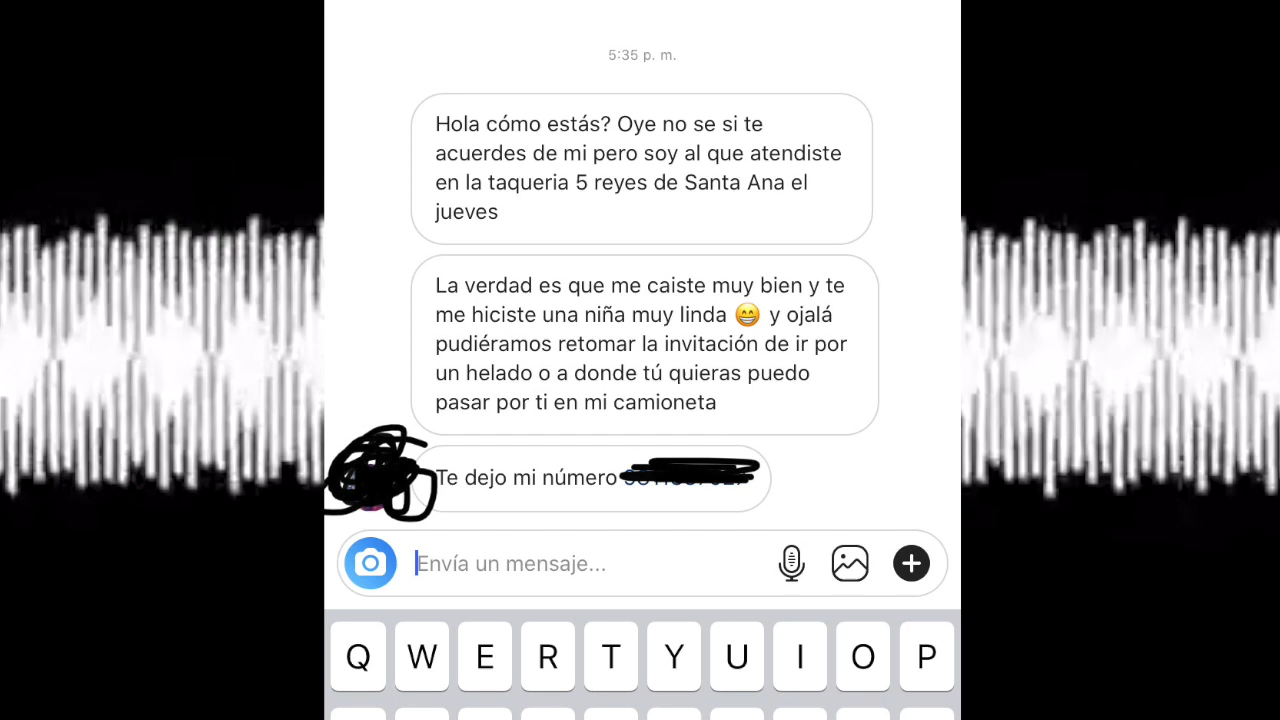 5:35 p. m.
Hola cómo estás? Oye no se si te
acuerdes de mi pero soy al que atendiste
en la taqueria 5 reyes de Santa Ana el
jueves
La verdad es que me caiste muy bien y te
me hiciste una niña muy linda 😁 y ojalá
pudiéramos retomar la invitación de ir por
un helado o a donde tú quieras puedo
pasar por ti en mi camioneta
Te dejo mi número
Envía un mensaje...
Q W E R T Y U I O P